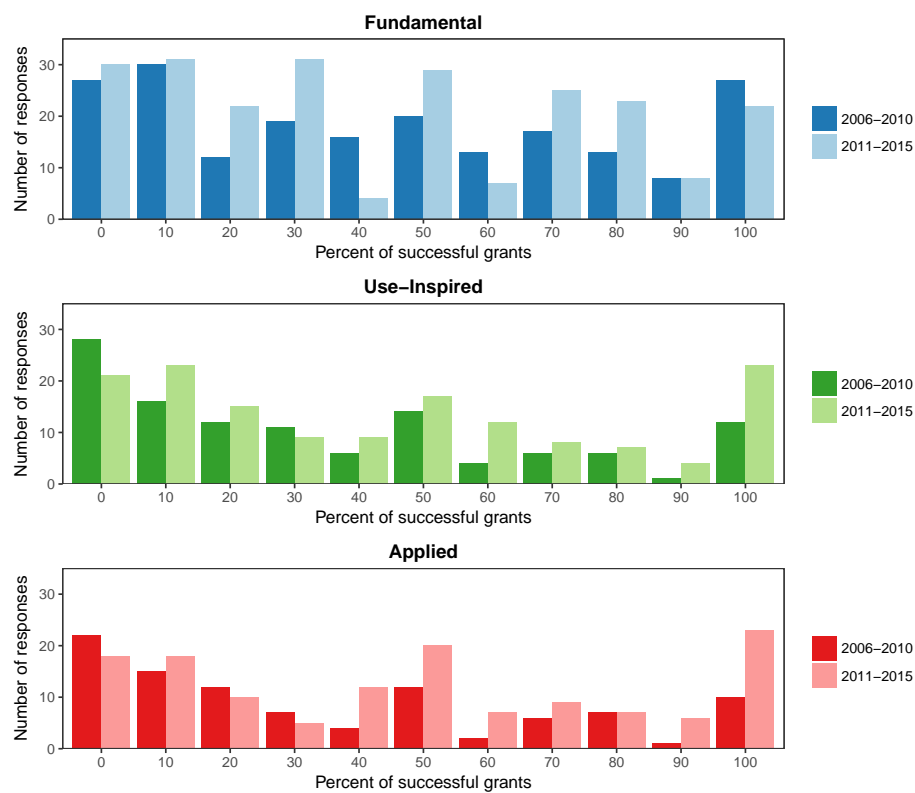 Fundamental
Number of responses
30
20
10
0
0 10 20 30 40 50 60 70 80 90 100
Percent of successful grants
2006−2010
2011−2015
Use−Inspired
Number of responses
30
20
10
0
0 10 20 30 40 50 60 70 80 90 100
Percent of successful grants
2006−2010
2011−2015
Applied
Number of responses
30
20
10
0
0 10 20 30 40 50 60 70 80 90 100
Percent of successful grants
2006−2010
2011−2015